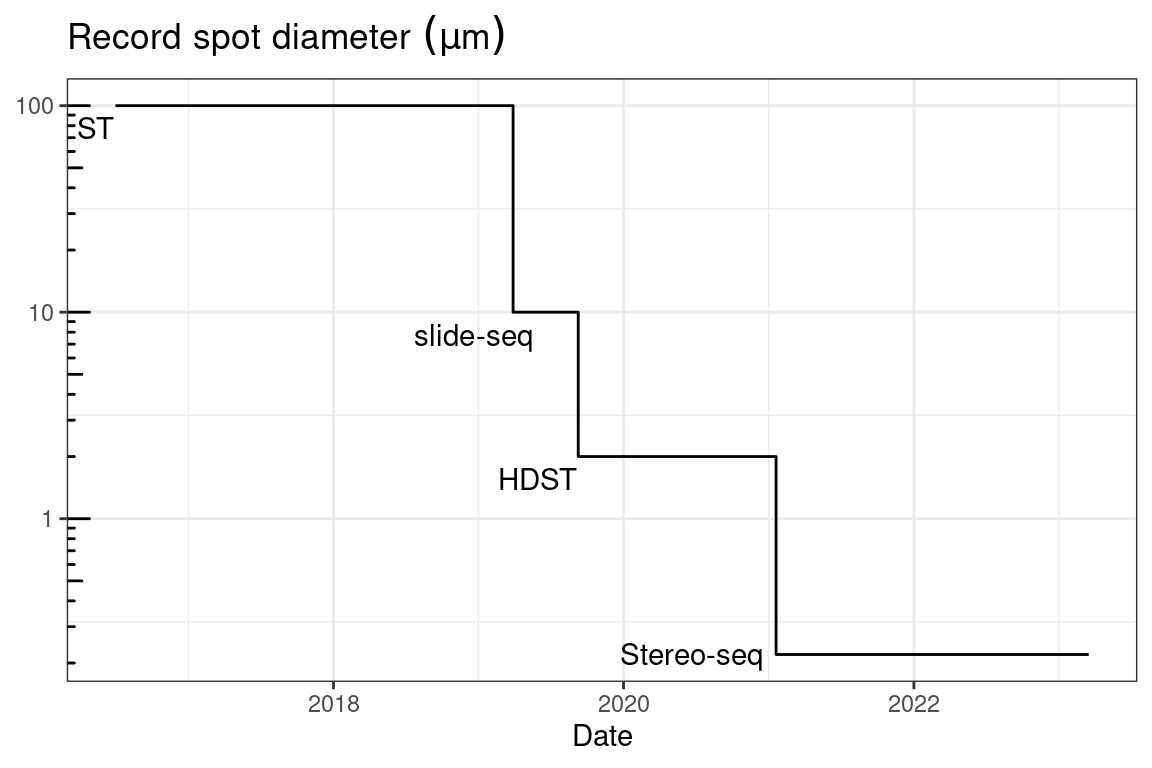 Record spot diameter (μm)
100
ST
10
slide-seq
HDST
1
Stereo-seq
2018 2020 2022
Date